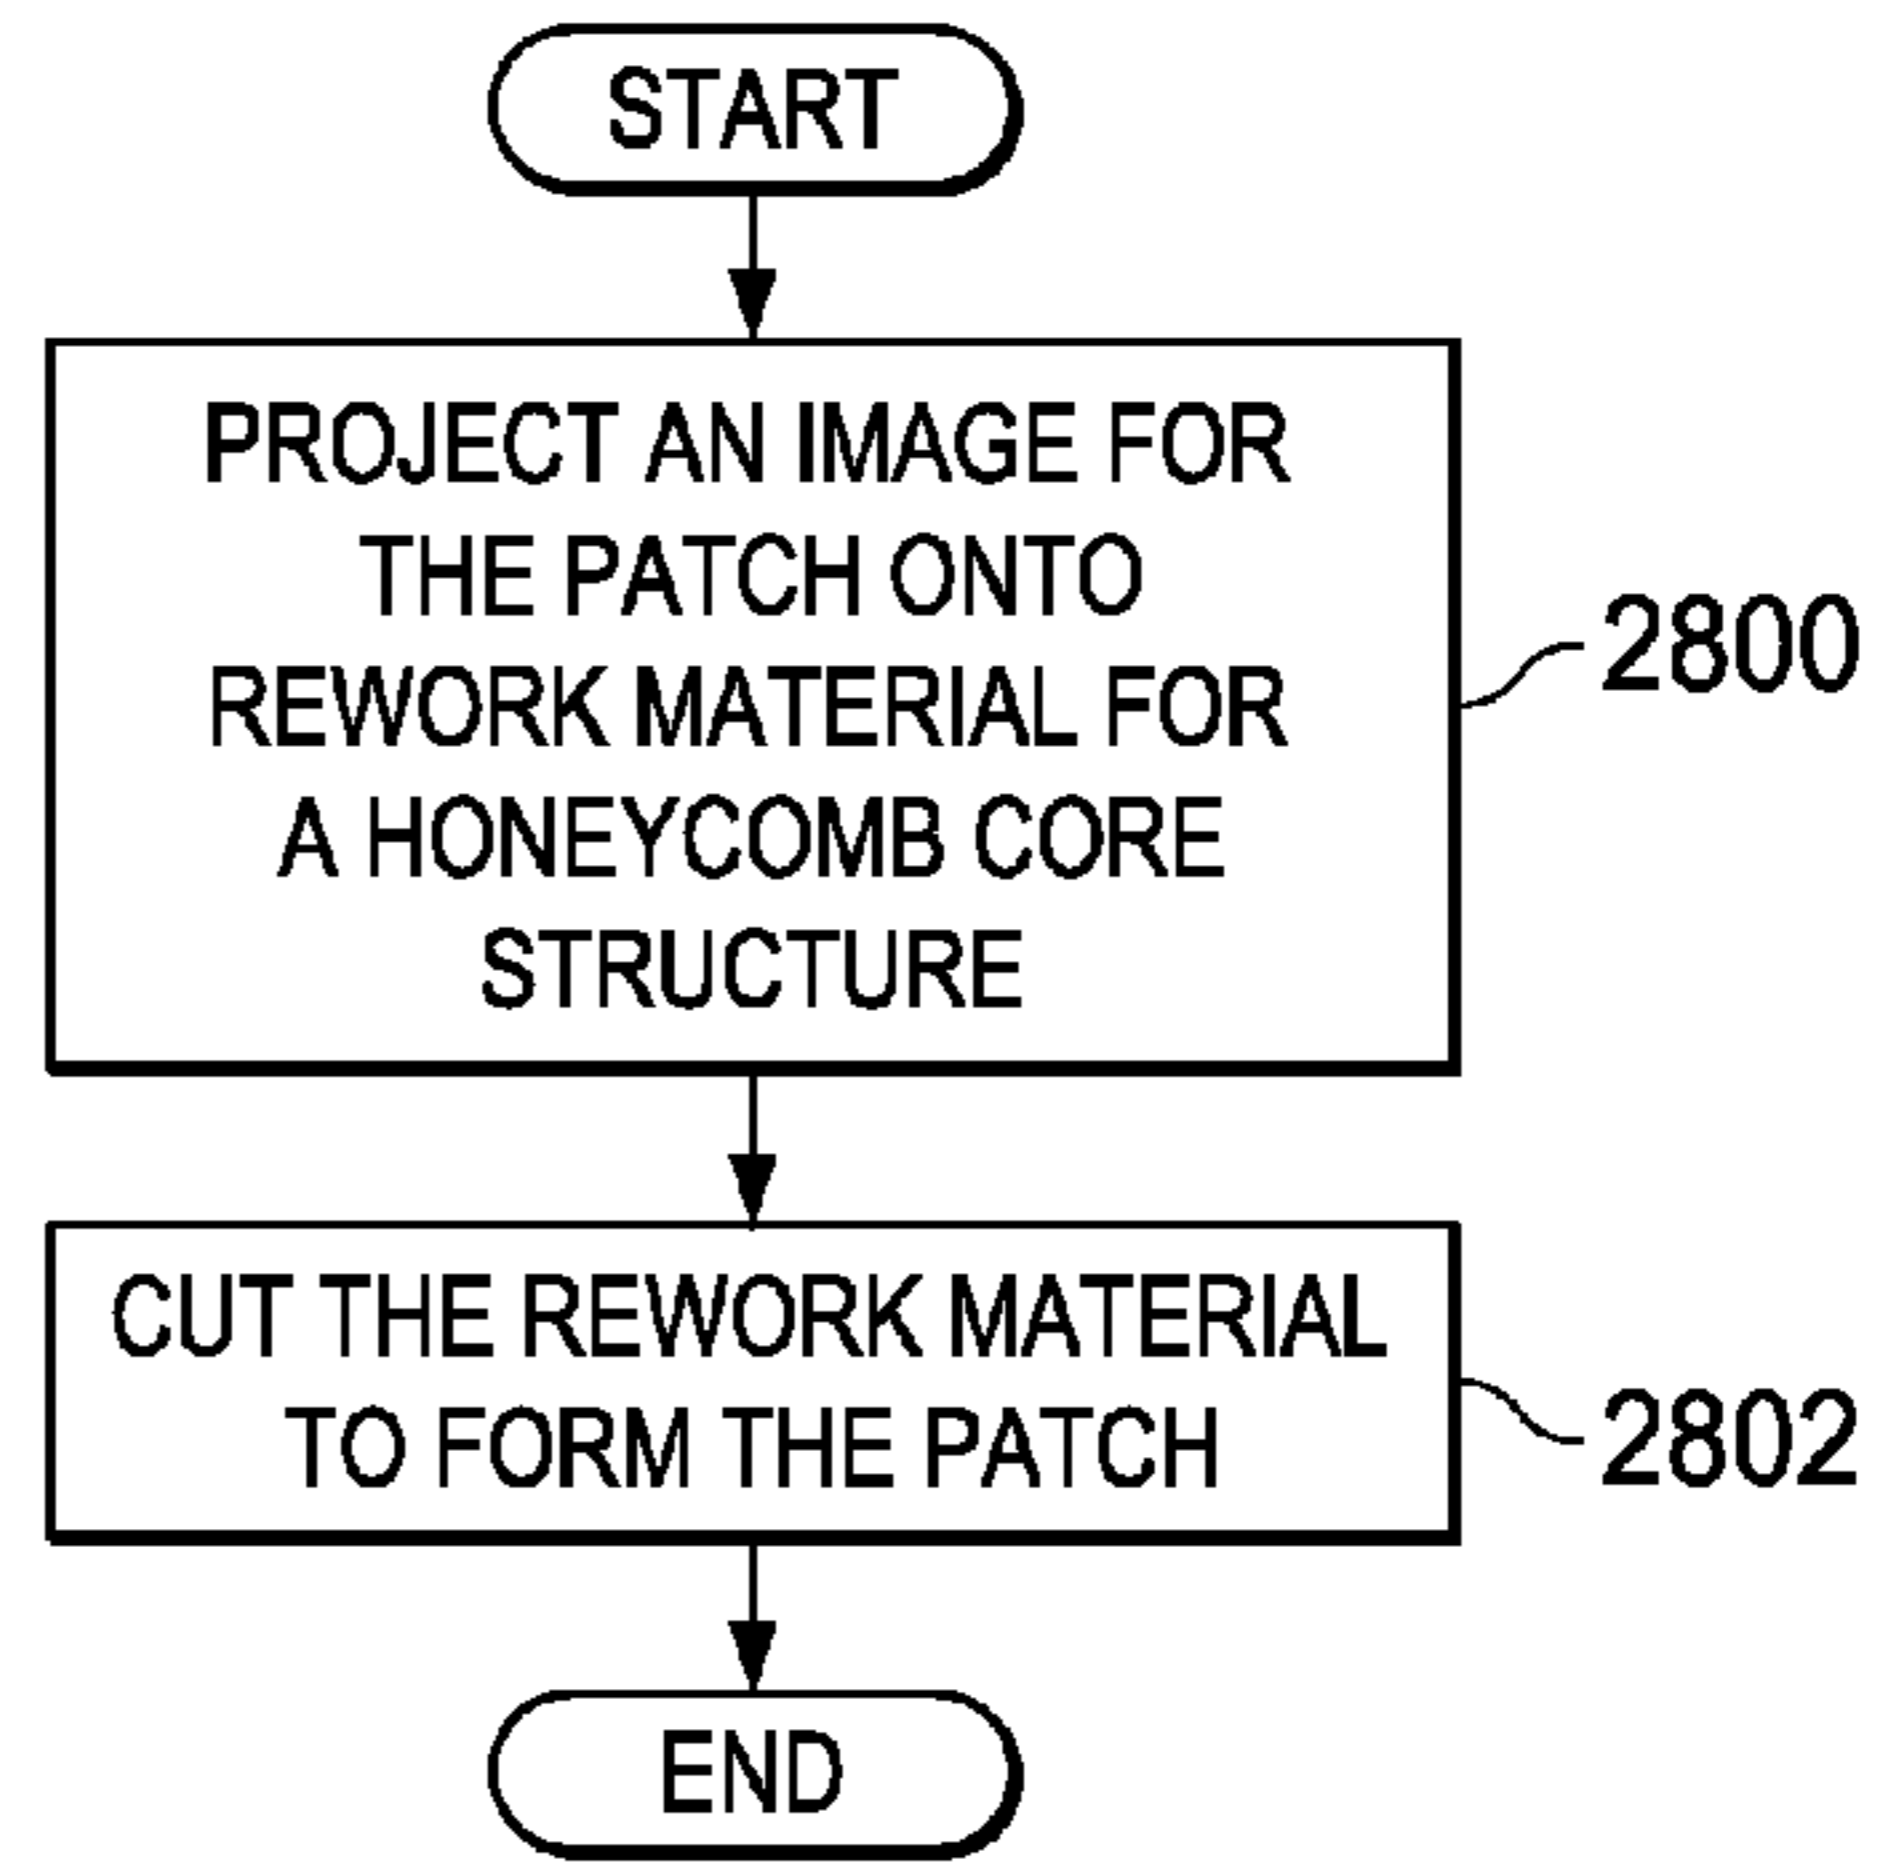 START
PROJECT AN IMAGE FOR
THE PATCH ONTO
REWORK MATERIAL FOR
A HONEYCOMB CORE
STRUCTURE
2800
CUT THE REWORK MATERIAL
TO FORM THE PATCH
2802
END